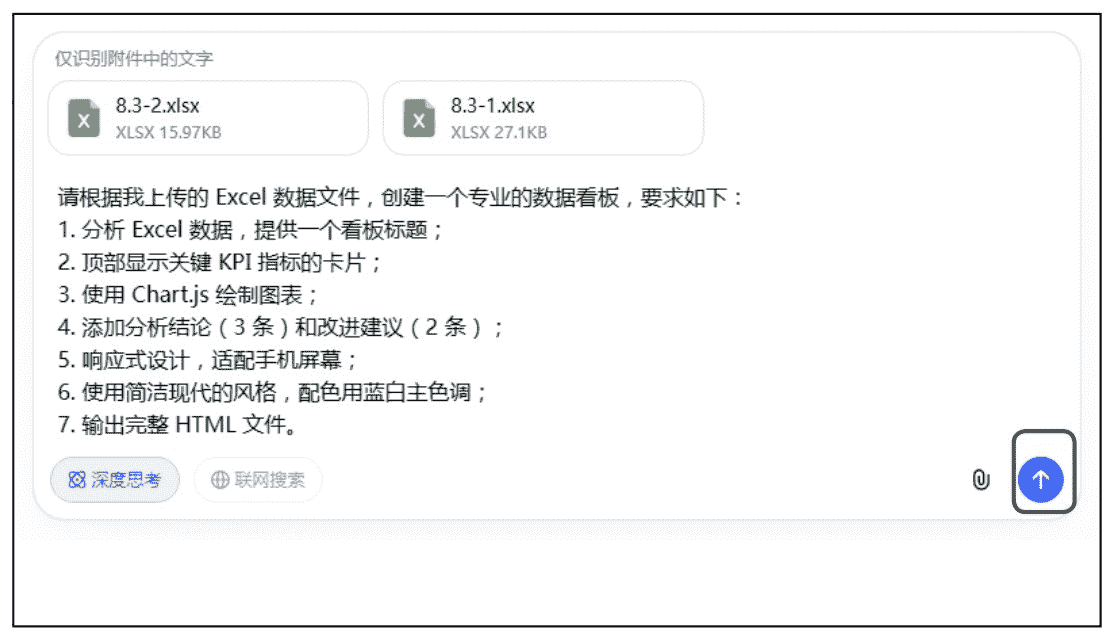 仅识别附件中的文字
8.3-2.xlsx
XLSX 15.97KB
8.3-1.xlsx
XLSX 27.1KB
请根据我上传的 Excel 数据文件，创建一个专业的数据看板，要求如下：
1. 分析 Excel 数据，提供一个看板标题；
2. 顶部显示关键 KPI 指标的卡片；
3. 使用 Chart.js 绘制图表；
4. 添加分析结论（3 条）和改进建议（2 条）；
5. 响应式设计，适配手机屏幕；
6. 使用简洁现代的风格，配色用蓝白主色调；
7. 输出完整 HTML 文件。
深度思考
联网搜索